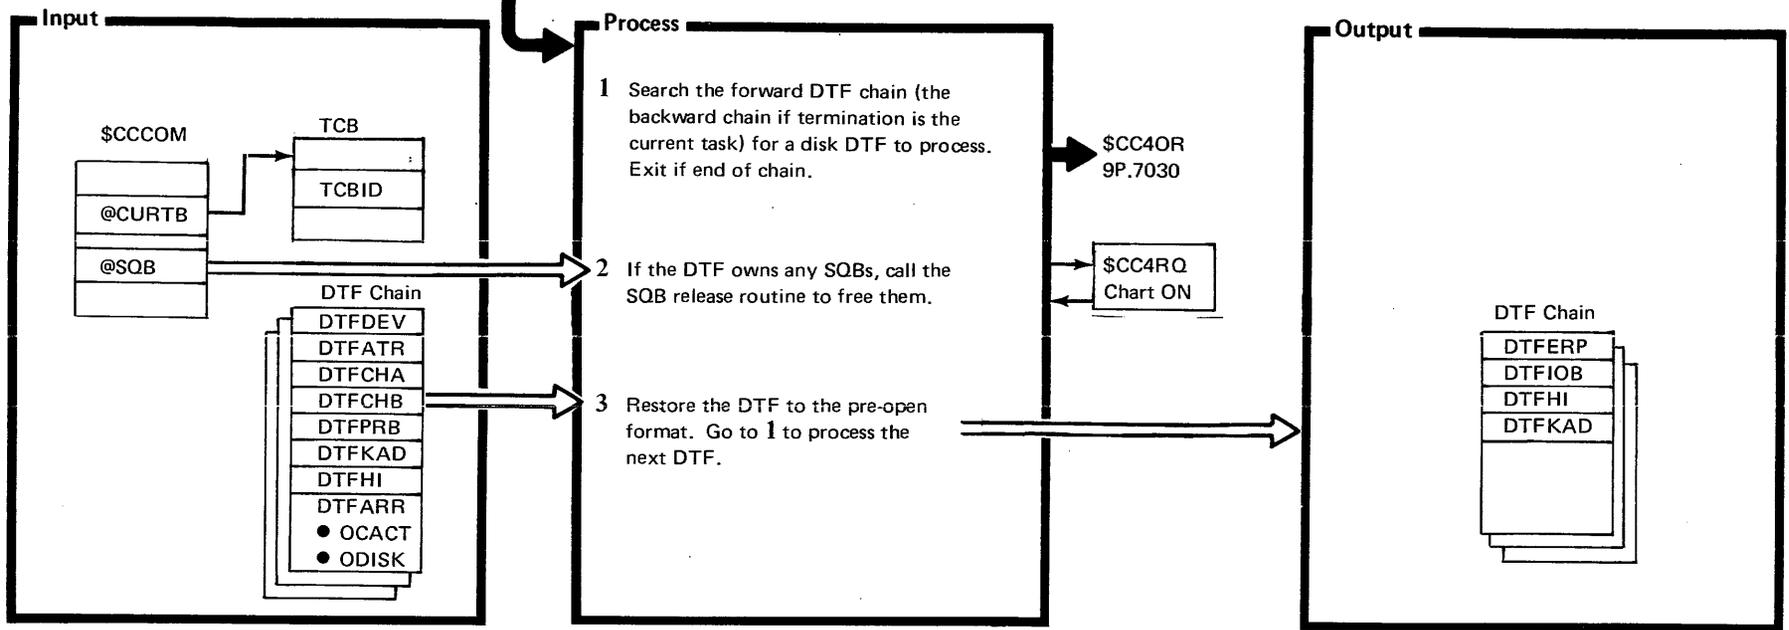 Input
$CCCOM
TCB
TCBID
@CURTB
@SQB
DTF Chain
DTFDEV
DTFATR
DTFCHA
DTFCHB
DTFPRB
DTFKAD
DTFHI
DTFARR
● OCACT
● ODISK
Process
1 Search the forward DTF chain (the
backward chain if termination is the
current task) for a disk DTF to process.
Exit if end of chain.
$CC4OR
9P.7030
2 If the DTF owns any SQBs, call the
SQB release routine to free them.
$CC4RQ
Chart ON
3 Restore the DTF to the pre-open
format. Go to 1 to process the
next DTF.
Output
DTF Chain
DTFERP
DTFIOB
DTFHI
DTFKAD